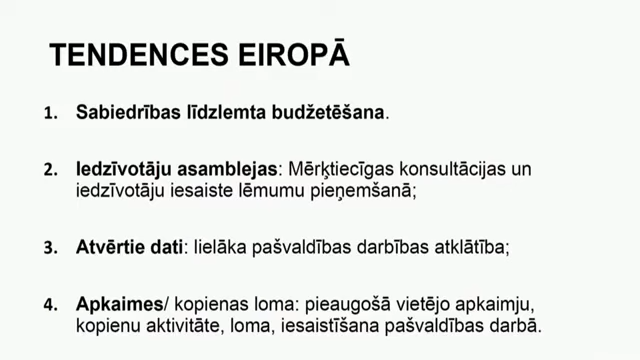 TENDENCES EIROPĀ
1. Sabiedrības līdzlemta budžetēšana.
2. Iedzīvotāju asamblejas: Mērķtiecīgas konsultācijas un
iedzīvotāju iesaiste lēmumu pieņemšanā;
3. Atvērtie dati: lielāka pašvaldības darbības atklātība;
4. Apkaimes/ kopienas loma: pieaugošā vietējo apkaimju,
kopienu aktivitāte, loma, iesaistīšana pašvaldības darbā.